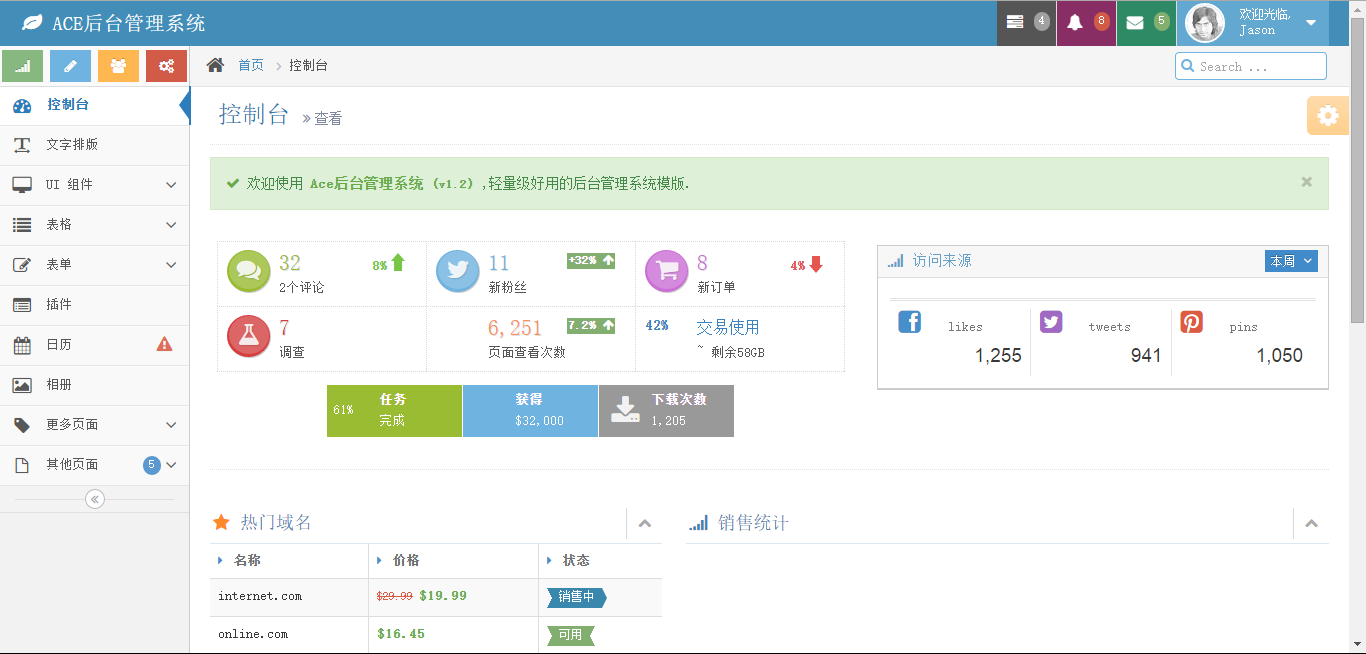 ACE后台管理系统
4
8
5
欢迎光临,
Jason
首页
控制台
Search ...
控制台
文字排版
UI 组件
表格
表单
插件
日历
相册
更多页面
其他页面 5
控制台 » 查看
欢迎使用 Ace后台管理系统 (v1.2) ,轻量级好用的后台管理系统模版.
×
32 8%
2个评论
11 +32%
新粉丝
8 4%
新订单
7
调查
6,251 7.2%
页面查看次数
42% 交易使用
~ 剩余58GB
61% 任务
完成
获得
$32,000
下载次数
1,205
访问来源 本周
likes
1,255
tweets
941
pins
1,050
热门域名
名称 价格 状态
internet.com $29.99 $19.99 销售中
online.com $16.45 可用
销售统计